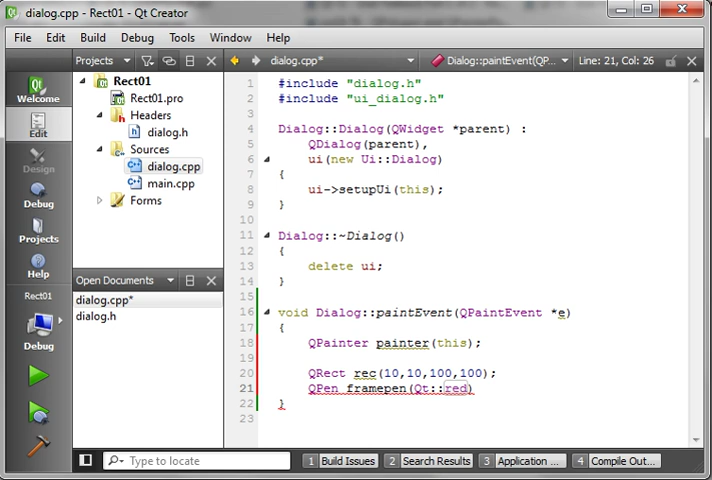 dialog.cpp - Rect01 - Qt Creator
File Edit Build Debug Tools Window Help
Projects dialog.cpp* Dialog::paintEvent(QP... Line: 21, Col: 26
Welcome
Edit
Design
Debug
Projects
Help
Rect01
Debug
Rect01
Rect01.pro
Headers
dialog.h
Sources
dialog.cpp
main.cpp
Forms
Open Documents
dialog.cpp*
dialog.h
1 #include "dialog.h"
2 #include "ui_dialog.h"
3
4 Dialog::Dialog(QWidget *parent) :
5 QDialog(parent),
6 ui(new Ui::Dialog)
7 {
8 ui->setupUi(this);
9 }
10
11 Dialog::~Dialog()
12 {
13 delete ui;
14 }
15
16 void Dialog::paintEvent(QPaintEvent *e)
17 {
18 QPainter painter(this);
19
20 QRect rec(10,10,100,100);
21 QPen framepen(Qt::red)
22 }
23
Type to locate 1 Build Issues 2 Search Results 3 Application ... 4 Compile Out...